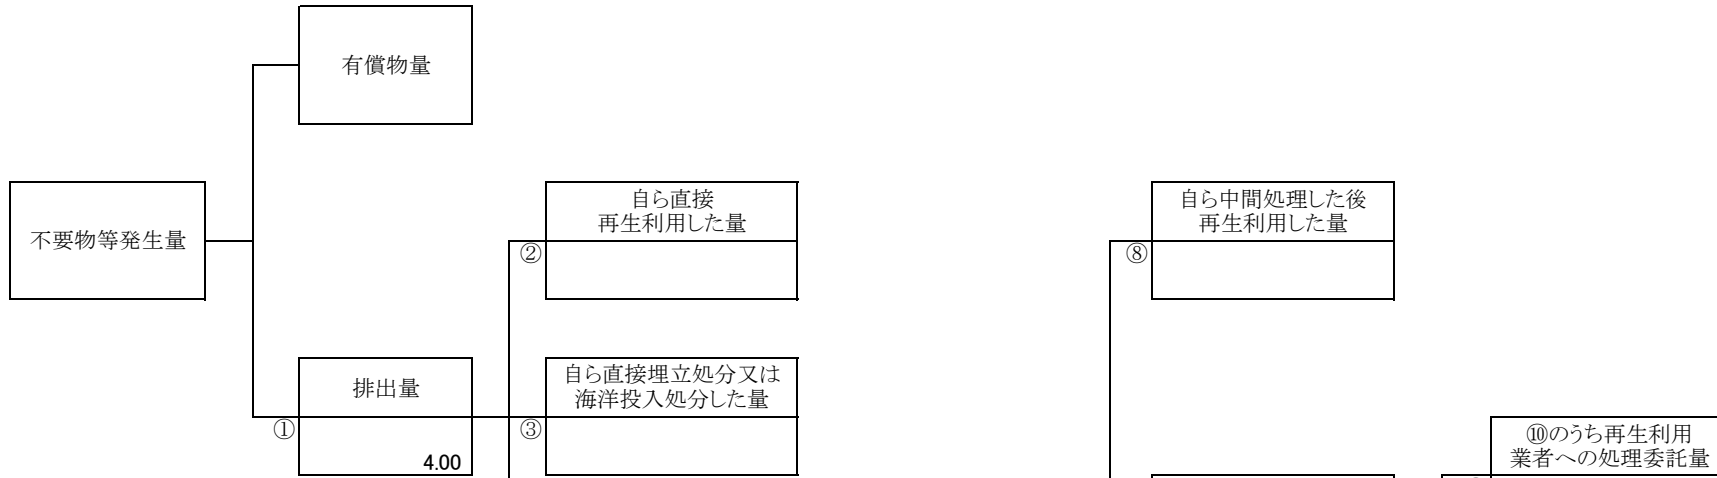 有償物量
不要物等発生量
自ら直接
再生利用した量
②
自ら中間処理した後
再生利用した量
⑧
排出量
①
4.00
自ら直接埋立処分又は
海洋投入処分した量
③
⑩のうち再生利用
業者への処理委託量